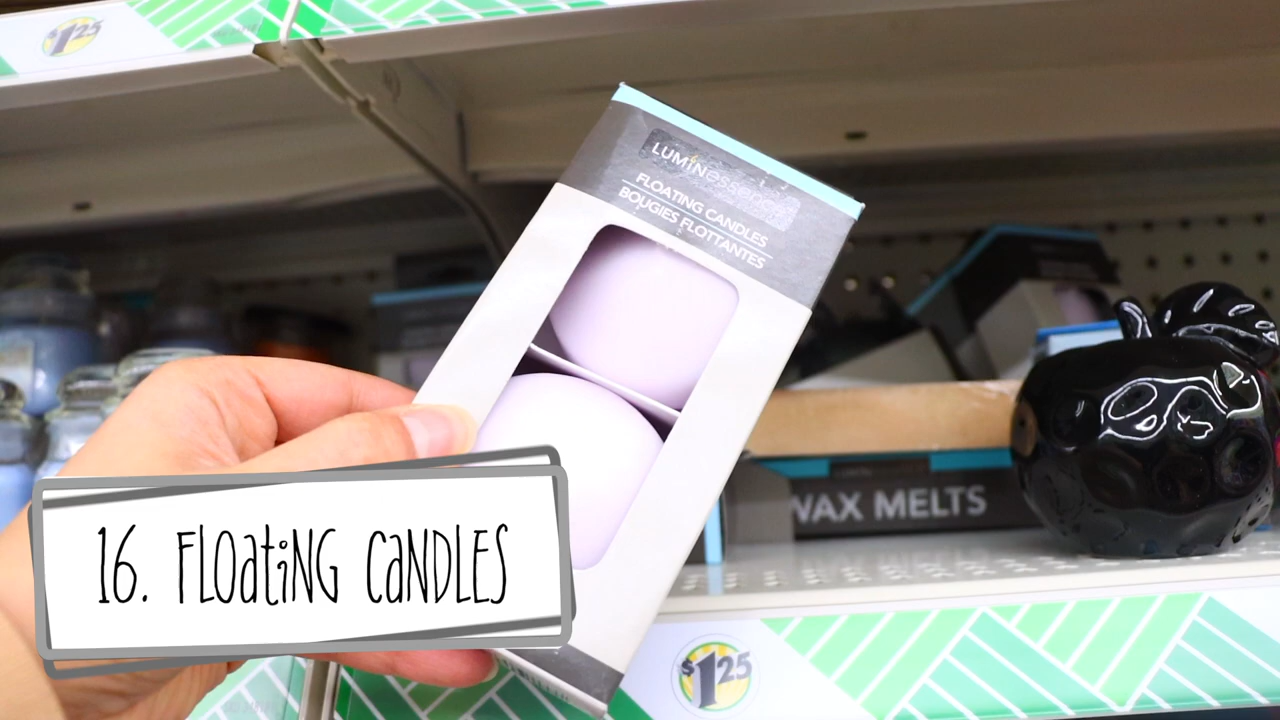 $1.25
LUMINessence
FLOATING CANDLES
BOUGIES FLOTTANTES
WAX MELTS
16. FLOatiNG CaNDLES
$1.25